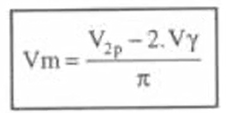 Vm = (V₂ₚ − 2.Vγ) / π